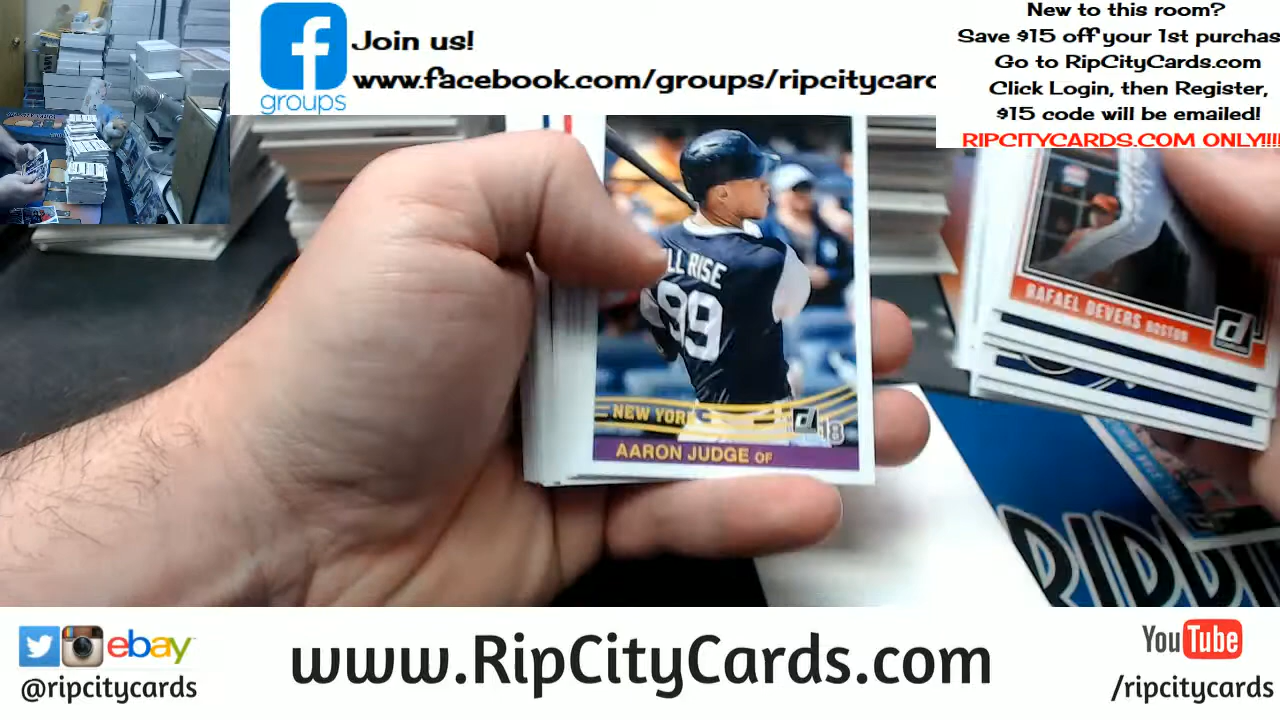 Join us!
www.facebook.com/groups/ripcitycarc
groups
New to this room?
Save $15 off your 1st purchas
Go to RipCityCards.com
Click Login, then Register,
$15 code will be emailed!
RIPCITYCARDS.COM ONLY!!!!
LL RISE
99
NEW YORK
18
AARON JUDGE OF
RAFAEL DEVERS BOSTON
ebay
@ripcitycards
www.RipCityCards.com
YouTube
/ripcitycards